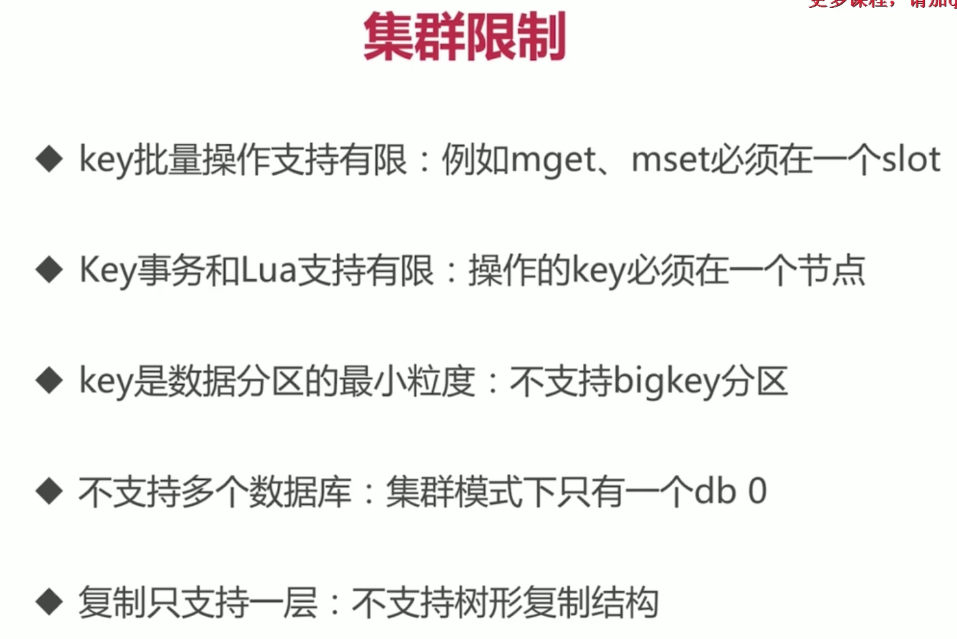 更多课程，请加q
集群限制
◆ key批量操作支持有限：例如mget、mset必须在一个slot
◆ Key事务和Lua支持有限：操作的key必须在一个节点
◆ key是数据分区的最小粒度：不支持bigkey分区
◆ 不支持多个数据库：集群模式下只有一个db 0
◆ 复制只支持一层：不支持树形复制结构